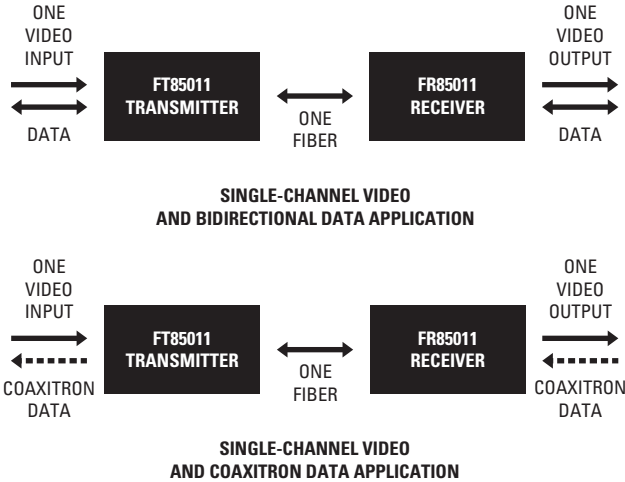 ONE
VIDEO
INPUT
DATA
FT85011
TRANSMITTER
ONE
FIBER
FR85011
RECEIVER
ONE
VIDEO
OUTPUT
DATA
SINGLE-CHANNEL VIDEO
AND BIDIRECTIONAL DATA APPLICATION
ONE
VIDEO
INPUT
COAXITRON
DATA
FT85011
TRANSMITTER
ONE
FIBER
FR85011
RECEIVER
ONE
VIDEO
OUTPUT
COAXITRON
DATA
SINGLE-CHANNEL VIDEO
AND COAXITRON DATA APPLICATION